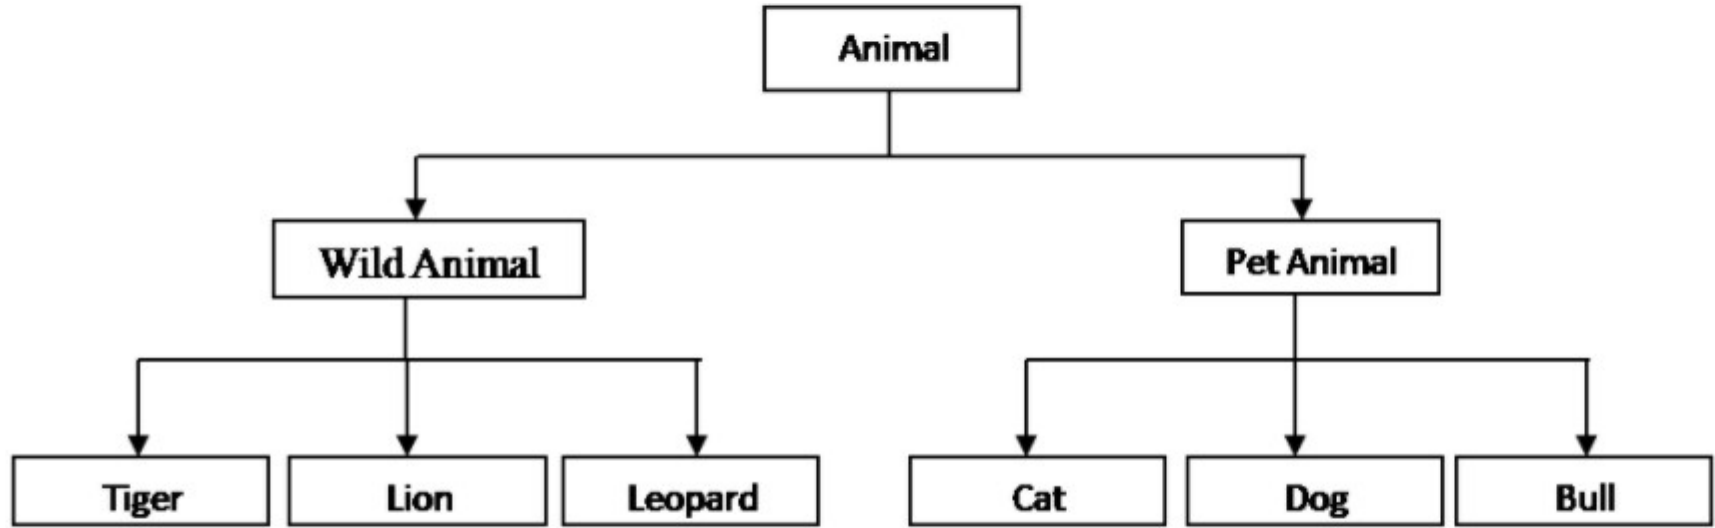 Animal
Wild Animal
Pet Animal
Tiger
Lion
Leopard
Cat
Dog
Bull